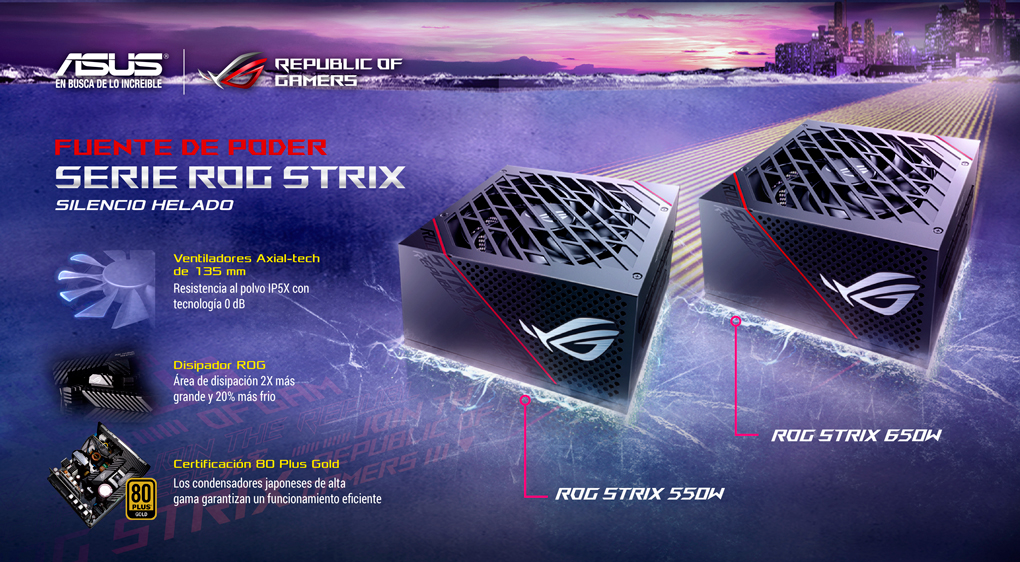 ASUS
EN BUSCA DE LO INCREIBLE
REPUBLIC OF
GAMERS
FUENTE DE PODER
SERIE ROG STRIX
SILENCIO HELADO
Ventiladores Axial-tech
de 135 mm
Resistencia al polvo IP5X con
tecnología 0 dB
Disipador ROG
Área de disipación 2X más
grande y 20% más frio
Certificación 80 Plus Gold
Los condensadores japoneses de alta
gama garantizan un funcionamiento eficiente
80
PLUS
GOLD
ROG STRIX 550W
ROG STRIX 650W